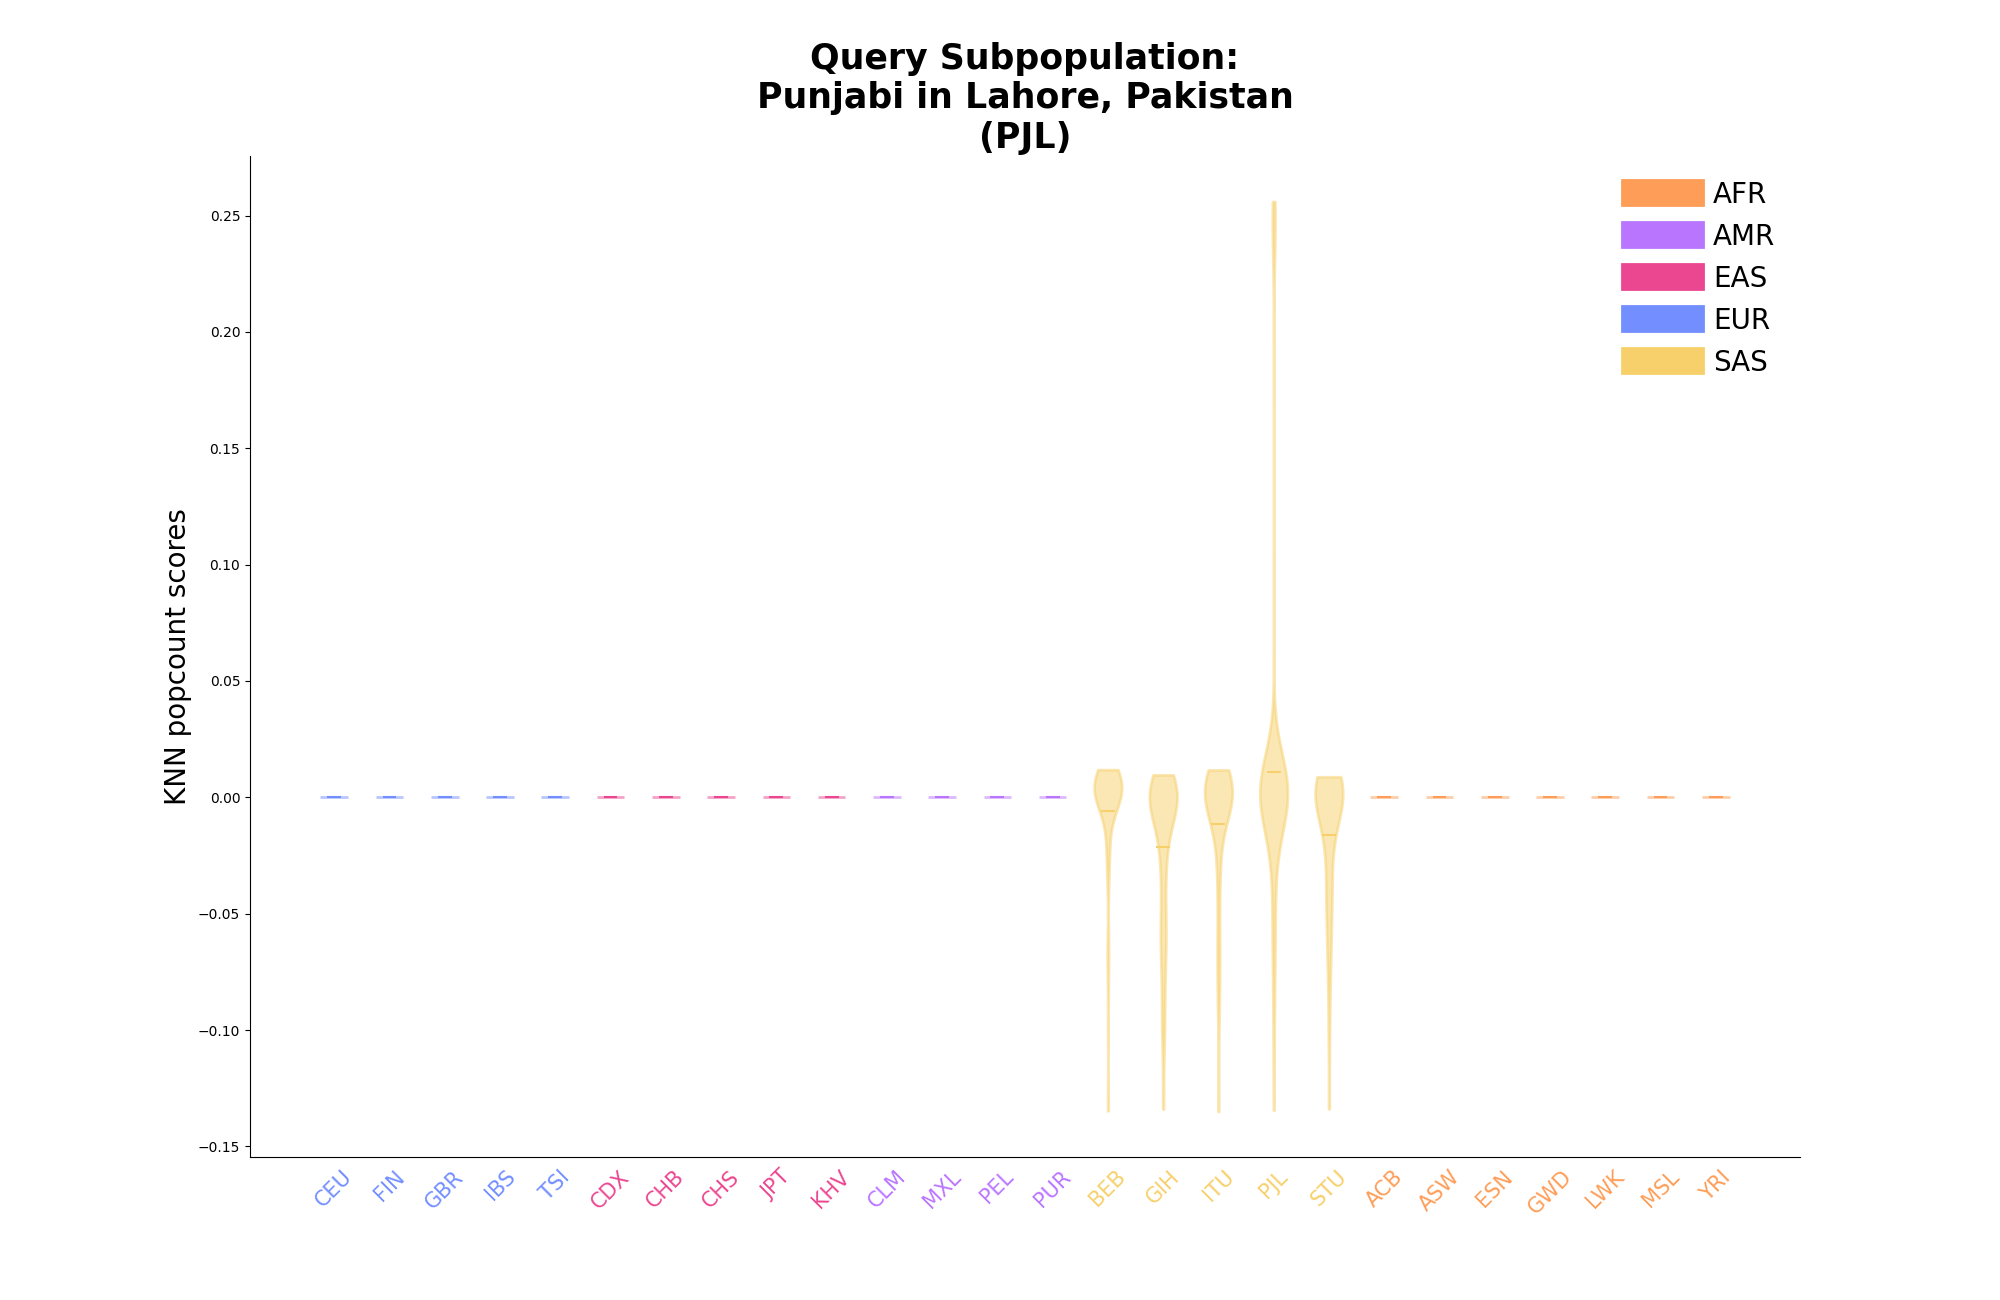 Query Subpopulation:
Punjabi in Lahore, Pakistan
(PJL)
AFR
AMR
EAS
EUR
SAS
KNN popcount scores
0.25
0.20
0.15
0.10
0.05
0.00
−0.05
−0.10
−0.15
CEU FIN GBR IBS TSI CDX CHB CHS JPT KHV CLM MXL PEL PUR BEB GIH ITU PJL STU ACB ASW ESN GWD LWK MSL YRI